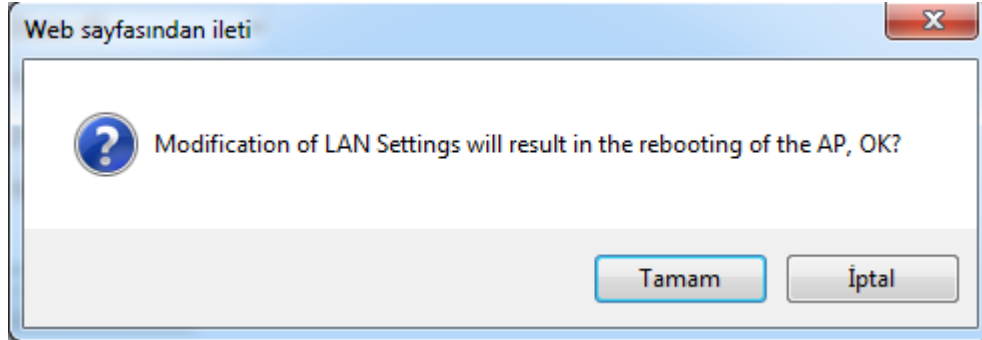 Web sayfasından ileti
Modification of LAN Settings will result in the rebooting of the AP, OK?
Tamam
İptal